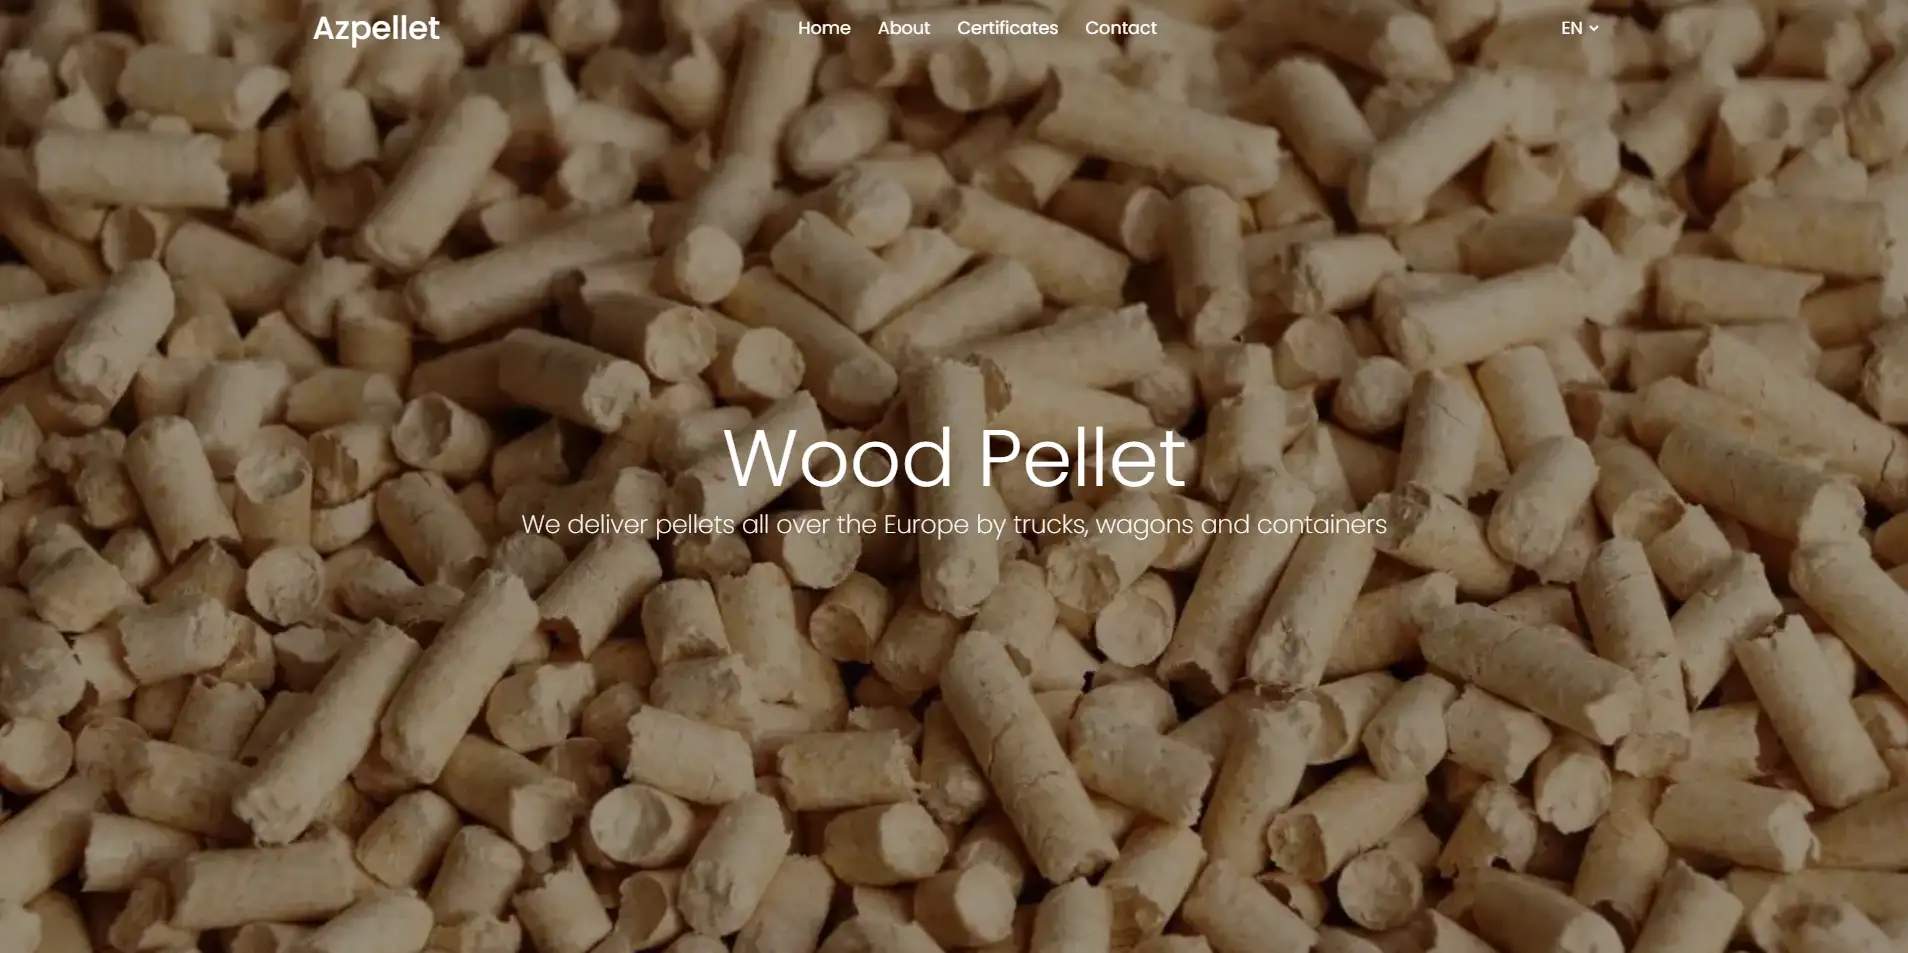 Azpellet
Home About Certificates Contact
EN
Wood Pellet
We deliver pellets all over the Europe by trucks, wagons and containers